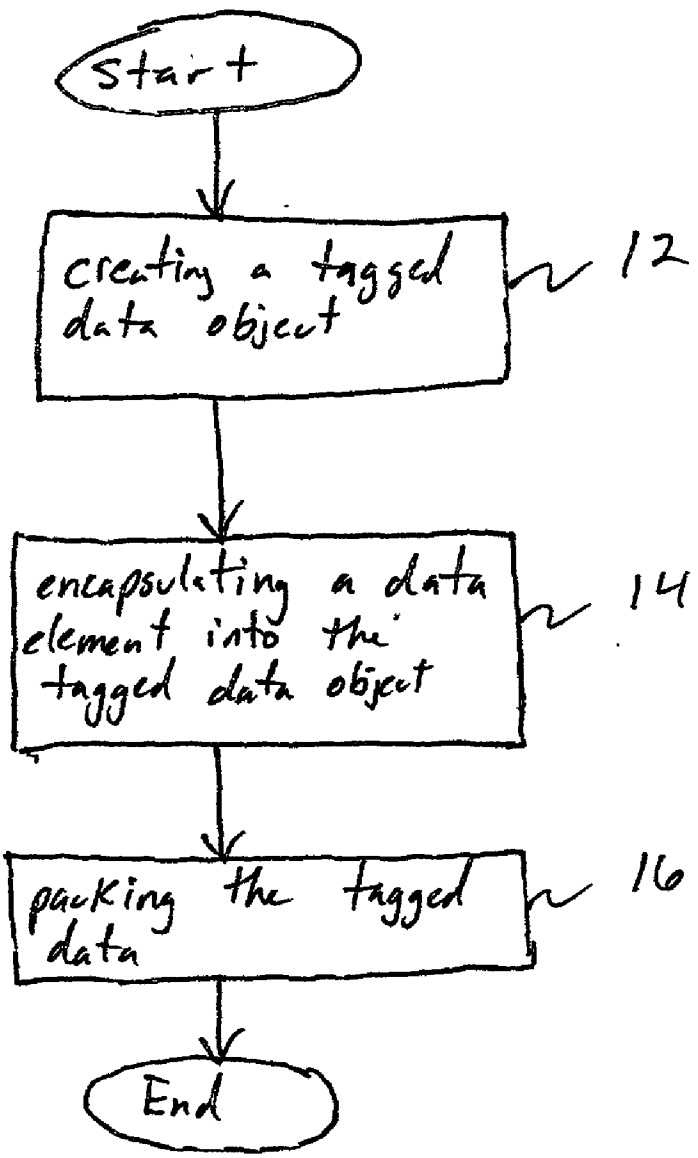 start
creating a tagged
data object
12
encapsulating a data
element into the
tagged data object
14
packing the tagged
data
16
End